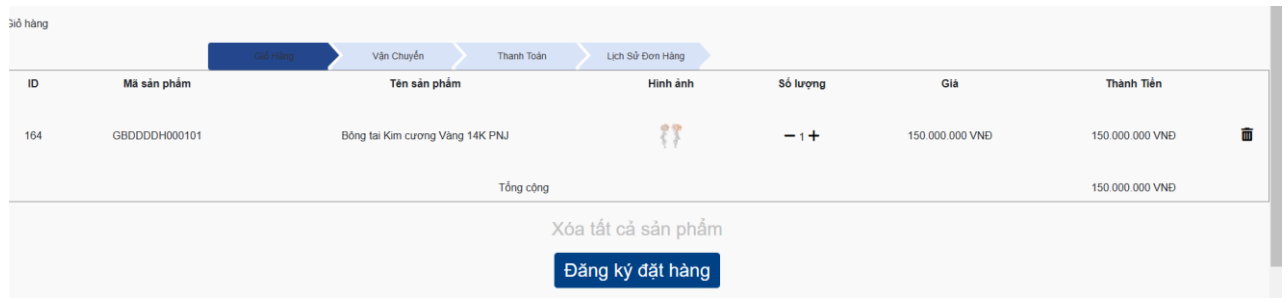 Giỏ hàng
Giỏ Hàng Vận Chuyển Thanh Toán Lịch Sử Đơn Hàng
ID Mã sản phẩm Tên sản phẩm Hình ảnh Số lượng Giá Thành Tiền
164 GBDDDDH000101 Bông tai Kim cương Vàng 14K PNJ 1 150.000.000 VNĐ 150.000.000 VNĐ
Tổng cộng 150.000.000 VNĐ
Xóa tất cả sản phẩm
Đăng ký đặt hàng